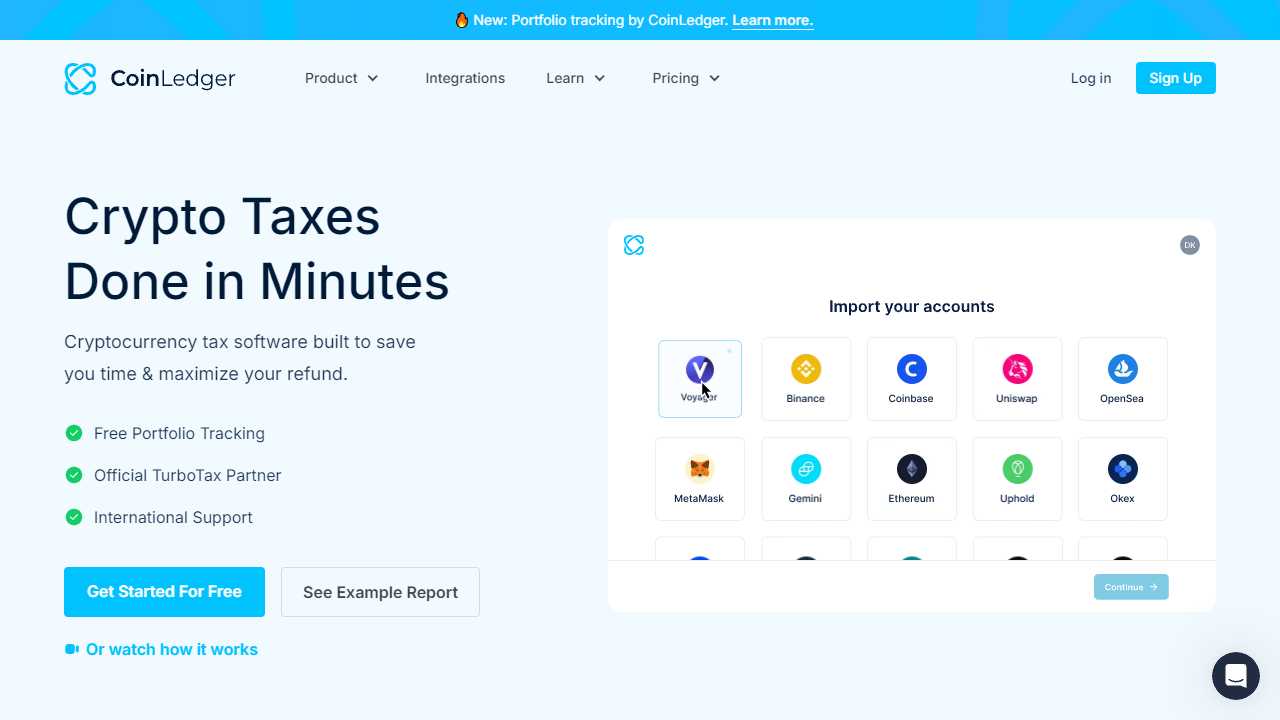 New: Portfolio tracking by CoinLedger. Learn more.
CoinLedger
Product
Integrations
Learn
Pricing
Log in
Sign Up
Crypto Taxes
Done in Minutes
Cryptocurrency tax software built to save
you time & maximize your refund.
Free Portfolio Tracking
Official TurboTax Partner
International Support
Get Started For Free
See Example Report
Or watch how it works
DK
Import your accounts
Voyager
Binance
Coinbase
Uniswap
OpenSea
MetaMask
Gemini
Ethereum
Uphold
Okex
Continue